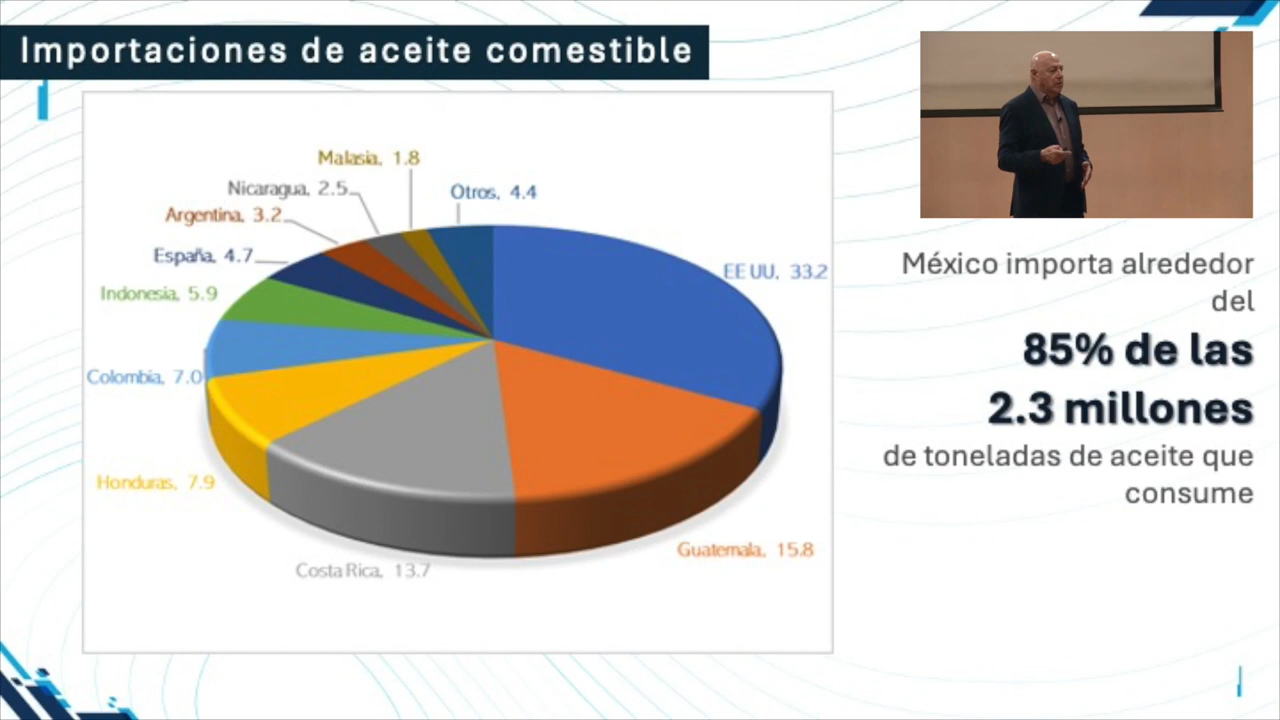 Importaciones de aceite comestible
Malasia, 1.8
Nicaragua, 2.5
Otros, 4.4
Argentina, 3.2
España, 4.7
EE UU, 33.2
Indonesia, 5.9
Colombia, 7.0
Honduras, 7.9
Guatemala, 15.8
Costa Rica, 13.7
México importa alrededor
del
85% de las
2.3 millones
de toneladas de aceite que
consume